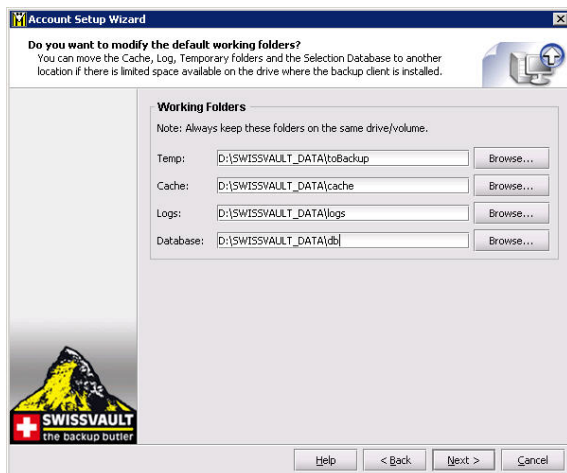 Account Setup Wizard
Do you want to modify the default working folders?
You can move the Cache, Log, Temporary folders and the Selection Database to another
location if there is limited space available on the drive where the backup client is installed.
Working Folders
Note: Always keep these folders on the same drive/volume.
Temp: D:\SWISSVAULT_DATA\toBackup Browse...
Cache: D:\SWISSVAULT_DATA\cache Browse...
Logs: D:\SWISSVAULT_DATA\logs Browse...
Database: D:\SWISSVAULT_DATA\db Browse...
SWISSVAULT
the backup butler
Help < Back Next > Cancel